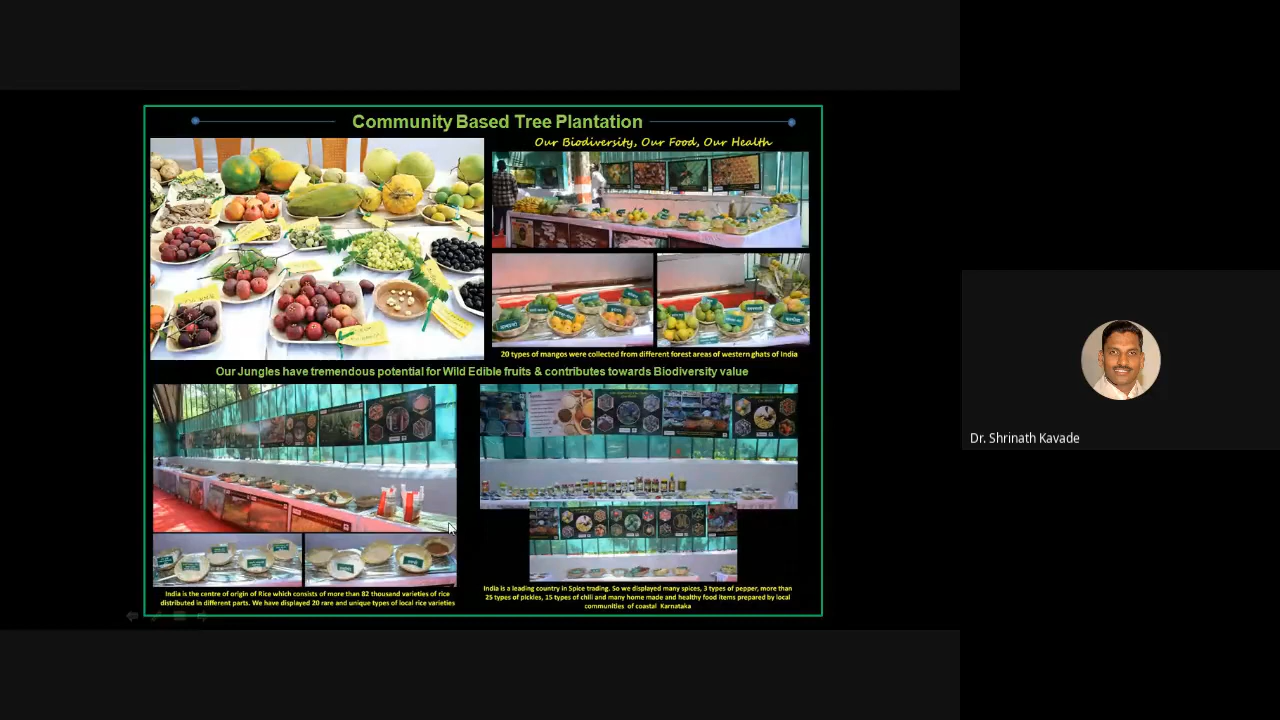 Community Based Tree Plantation
Our Biodiversity, Our Food, Our Health
20 types of mangos were collected from different forest areas of western ghats of India
Our Jungles have tremendous potential for Wild Edible fruits & contributes towards Biodiversity value
India is the centre of origin of Rice which consists of more than 82 thousand varieties of rice
distributed in different parts. We have displayed 20 rare and unique types of local rice varieties
India is a leading country in Spice trading. So we displayed many spices, 3 types of pepper, more than
25 types of pickles, 15 types of chili and many home made and healthy food items prepared by local
communities of coastal Karnataka
Dr. Shrinath Kavade